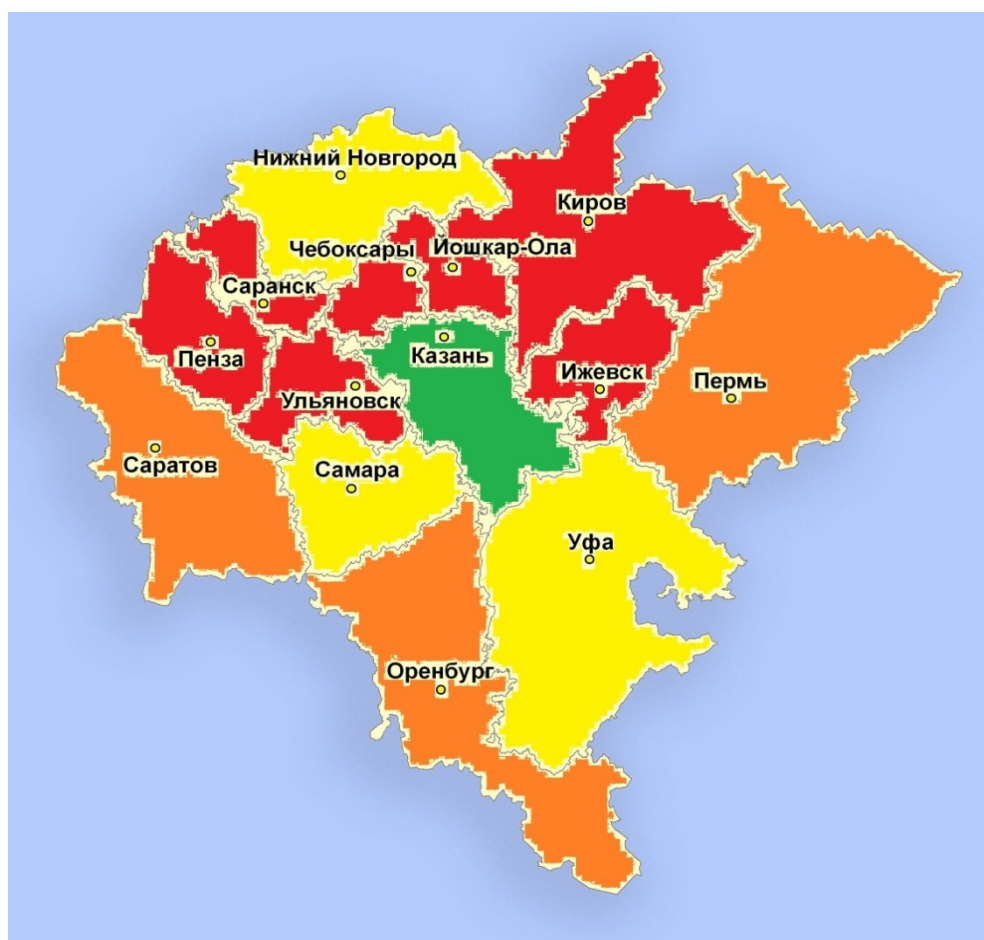 Нижний Новгород
Киров
Чебоксары
Йошкар-Ола
Саранск
Казань
Пенза
Ижевск
Пермь
Ульяновск
Саратов
Самара
Уфа
Оренбург